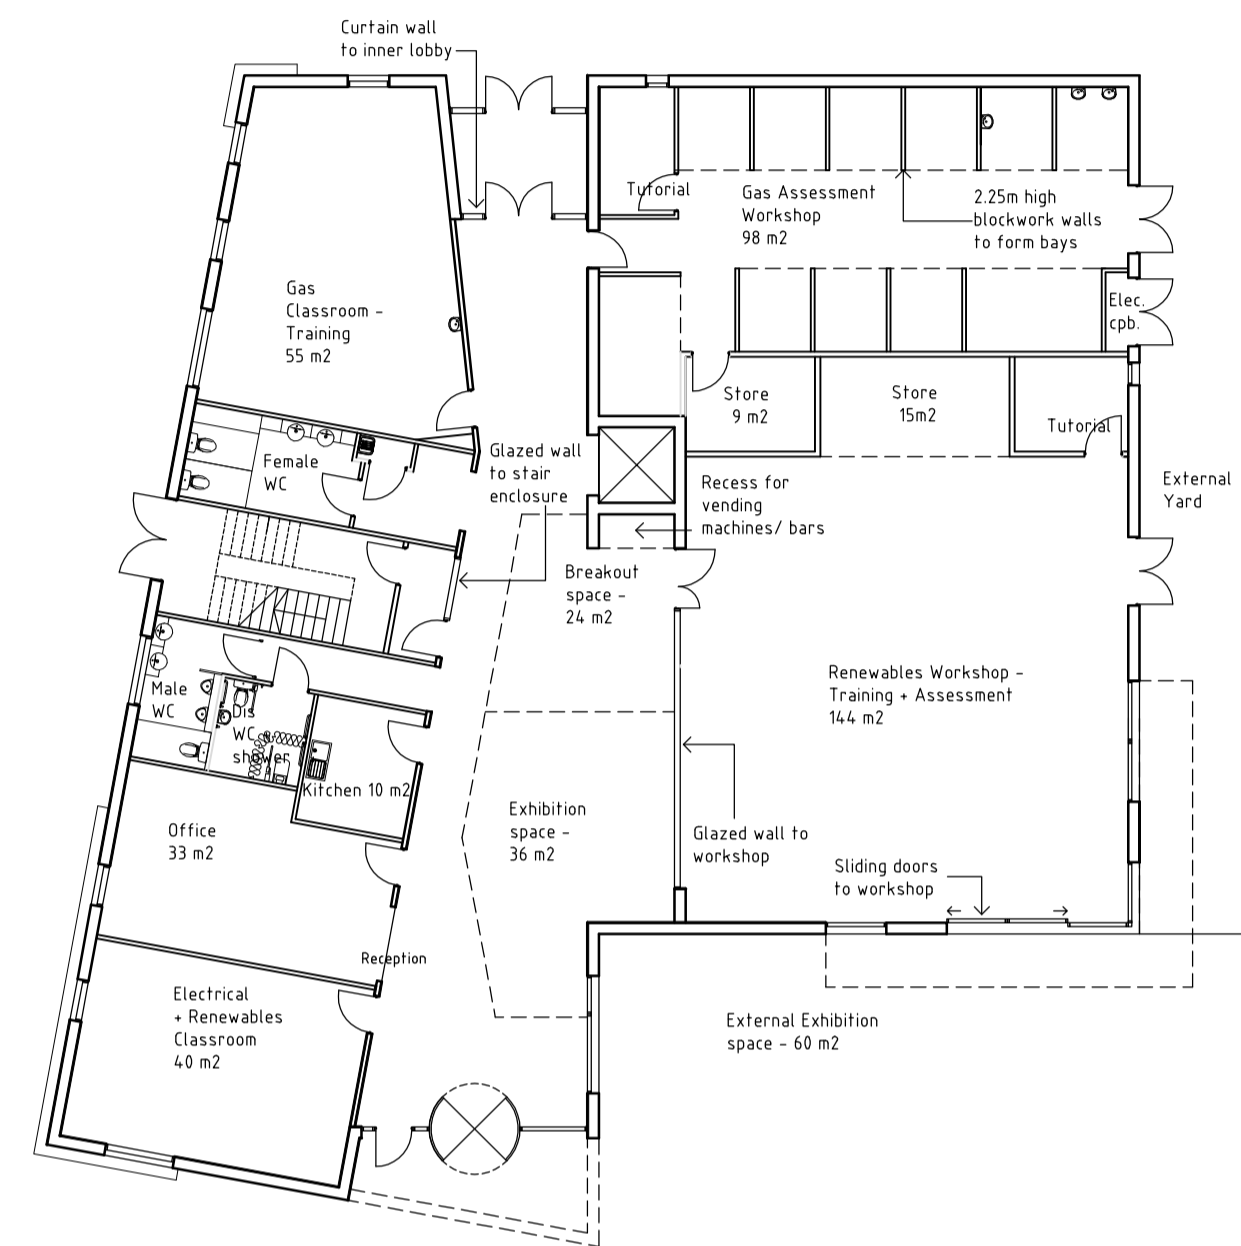 Curtain wall
to inner lobby
Tutorial
Gas Assessment
Workshop
98 m2
2.25m high
blockwork walls
to form bays
Gas
Classroom -
Training
55 m2
Elec.
cpb.
Store
9 m2
Store
15m2
Tutorial
Female
WC
Glazed wall
to stair
enclosure
Recess for
vending
machines/ bars
External
Yard
Breakout
space -
24 m2
Renewables Workshop -
Training + Assessment
144 m2
Male
WC
Dis
WC
shower
Kitchen 10 m2
Office
33 m2
Exhibition
space -
36 m2
Glazed wall to
workshop
Sliding doors
to workshop
Reception
Electrical
+ Renewables
Classroom
40 m2
External Exhibition
space - 60 m2